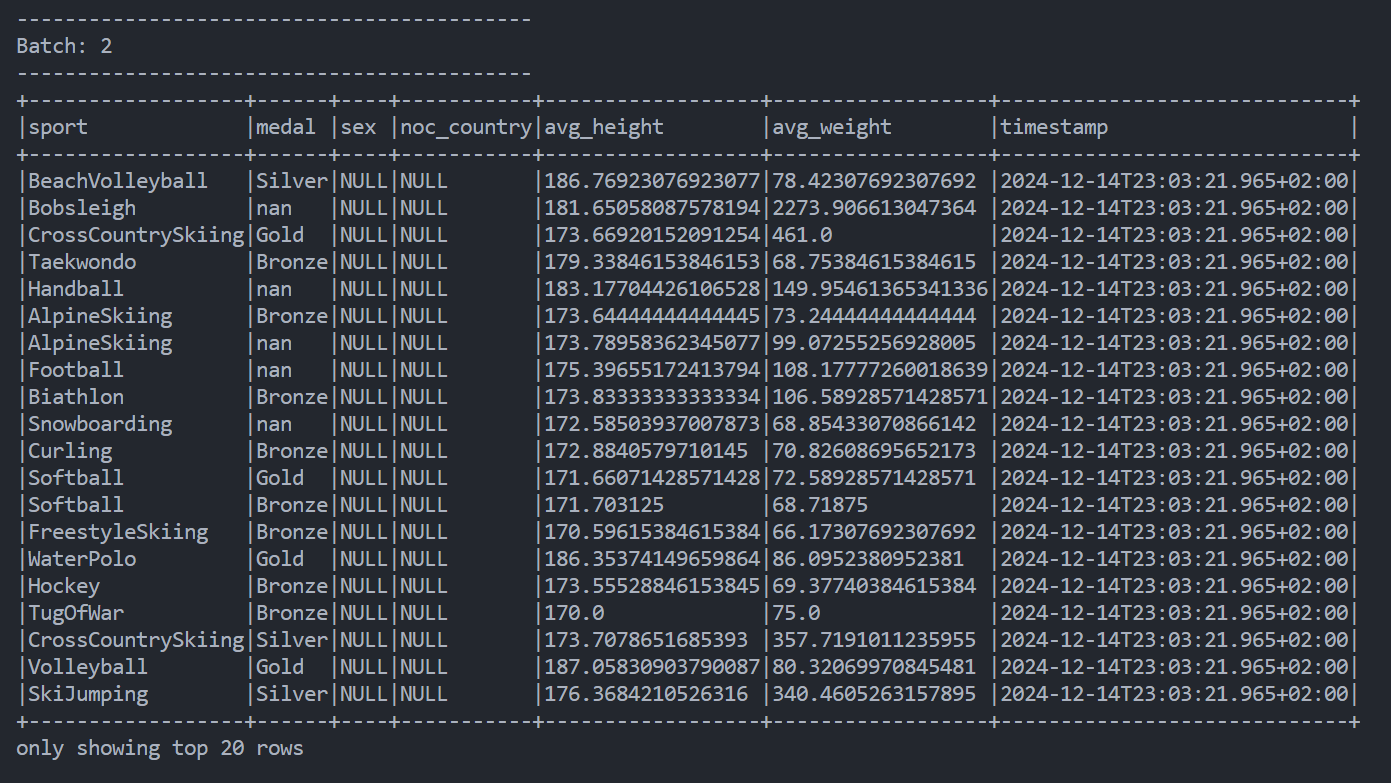 -------------------------------------------
Batch: 2
-------------------------------------------
+------------------+------+----+-----------+------------------+------------------+-----------------------------+
|sport             |medal |sex |noc_country|avg_height        |avg_weight        |timestamp                    |
+------------------+------+----+-----------+------------------+------------------+-----------------------------+
|BeachVolleyball   |Silver|NULL|NULL       |186.76923076923077|78.42307692307692 |2024-12-14T23:03:21.965+02:00|
|Bobsleigh         |nan   |NULL|NULL       |181.65058087578194|2273.906613047364 |2024-12-14T23:03:21.965+02:00|
|CrossCountrySkiing|Gold  |NULL|NULL       |173.66920152091254|461.0             |2024-12-14T23:03:21.965+02:00|
|Taekwondo         |Bronze|NULL|NULL       |179.33846153846153|68.75384615384615 |2024-12-14T23:03:21.965+02:00|
|Handball          |nan   |NULL|NULL       |183.17704426106528|149.95461365341336|2024-12-14T23:03:21.965+02:00|
|AlpineSkiing      |Bronze|NULL|NULL       |173.64444444444445|73.24444444444444 |2024-12-14T23:03:21.965+02:00|
|AlpineSkiing      |nan   |NULL|NULL       |173.78958362345077|99.07255256928005 |2024-12-14T23:03:21.965+02:00|
|Football          |nan   |NULL|NULL       |175.39655172413794|108.17777260018639|2024-12-14T23:03:21.965+02:00|
|Biathlon          |Bronze|NULL|NULL       |173.83333333333334|106.58928571428571|2024-12-14T23:03:21.965+02:00|
|Snowboarding      |nan   |NULL|NULL       |172.58503937007873|68.85433070866142 |2024-12-14T23:03:21.965+02:00|
|Curling           |Bronze|NULL|NULL       |172.8840579710145 |70.82608695652173 |2024-12-14T23:03:21.965+02:00|
|Softball          |Gold  |NULL|NULL       |171.66071428571428|72.58928571428571 |2024-12-14T23:03:21.965+02:00|
|Softball          |Bronze|NULL|NULL       |171.703125        |68.71875          |2024-12-14T23:03:21.965+02:00|
|FreestyleSkiing   |Bronze|NULL|NULL       |170.59615384615384|66.17307692307692 |2024-12-14T23:03:21.965+02:00|
|WaterPolo         |Gold  |NULL|NULL       |186.35374149659864|86.0952380952381  |2024-12-14T23:03:21.965+02:00|
|Hockey            |Bronze|NULL|NULL       |173.55528846153845|69.37740384615384 |2024-12-14T23:03:21.965+02:00|
|TugOfWar          |Bronze|NULL|NULL       |170.0             |75.0              |2024-12-14T23:03:21.965+02:00|
|CrossCountrySkiing|Silver|NULL|NULL       |173.7078651685393 |357.7191011235955 |2024-12-14T23:03:21.965+02:00|
|Volleyball        |Gold  |NULL|NULL       |187.05830903790087|80.32069970845481 |2024-12-14T23:03:21.965+02:00|
|SkiJumping        |Silver|NULL|NULL       |176.3684210526316 |340.4605263157895 |2024-12-14T23:03:21.965+02:00|
+------------------+------+----+-----------+------------------+------------------+-----------------------------+
only showing top 20 rows